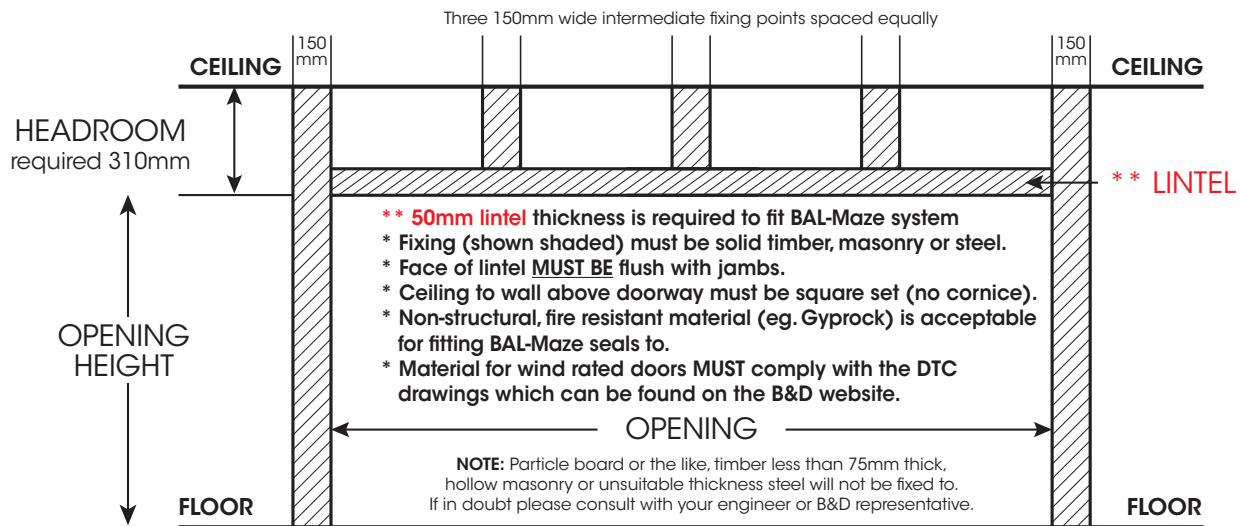 Three 150mm wide intermediate fixing points spaced equally
150
mm
150
mm
CEILING
CEILING
HEADROOM
required 310mm
** LINTEL
** 50mm lintel thickness is required to fit BAL-Maze system
* Fixing (shown shaded) must be solid timber, masonry or steel.
* Face of lintel MUST BE flush with jambs.
* Ceiling to wall above doorway must be square set (no cornice).
* Non-structural, fire resistant material (eg. Gyprock) is acceptable
for fitting BAL-Maze seals to.
* Material for wind rated doors MUST comply with the DTC
drawings which can be found on the B&D website.
OPENING
HEIGHT
OPENING
NOTE: Particle board or the like, timber less than 75mm thick,
hollow masonry or unsuitable thickness steel will not be fixed to.
If in doubt please consult with your engineer or B&D representative.
FLOOR
FLOOR